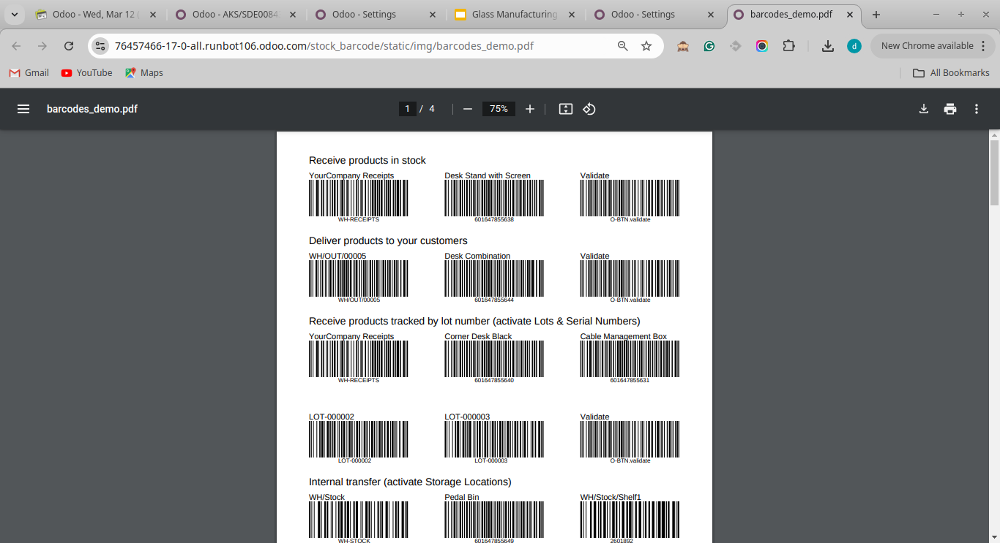 Odoo - Wed, Mar 12 (
Odoo - AKS/SDE0084
Odoo - Settings
Glass Manufacturing
Odoo - Settings
barcodes_demo.pdf
76457466-17-0-all.runbot106.odoo.com/stock_barcode/static/img/barcodes_demo.pdf
d
New Chrome available
Gmail
YouTube
Maps
All Bookmarks
barcodes_demo.pdf
1 / 4
75%
Receive products in stock
YourCompany Receipts Desk Stand with Screen Validate
WH-RECEIPTS 601647855638 O-BTN.validate
Deliver products to your customers
WH/OUT/00005 Desk Combination Validate
WH/OUT/00005 601647855644 O-BTN.validate
Receive products tracked by lot number (activate Lots & Serial Numbers)
YourCompany Receipts Corner Desk Black Cable Management Box
WH-RECEIPTS 601647855640 601647855631
LOT-000002 LOT-000003 Validate
LOT-000002 LOT-000003 O-BTN.validate
Internal transfer (activate Storage Locations)
WH/Stock Pedal Bin WH/Stock/Shelf1
WH-STOCK 601647855649 2601892